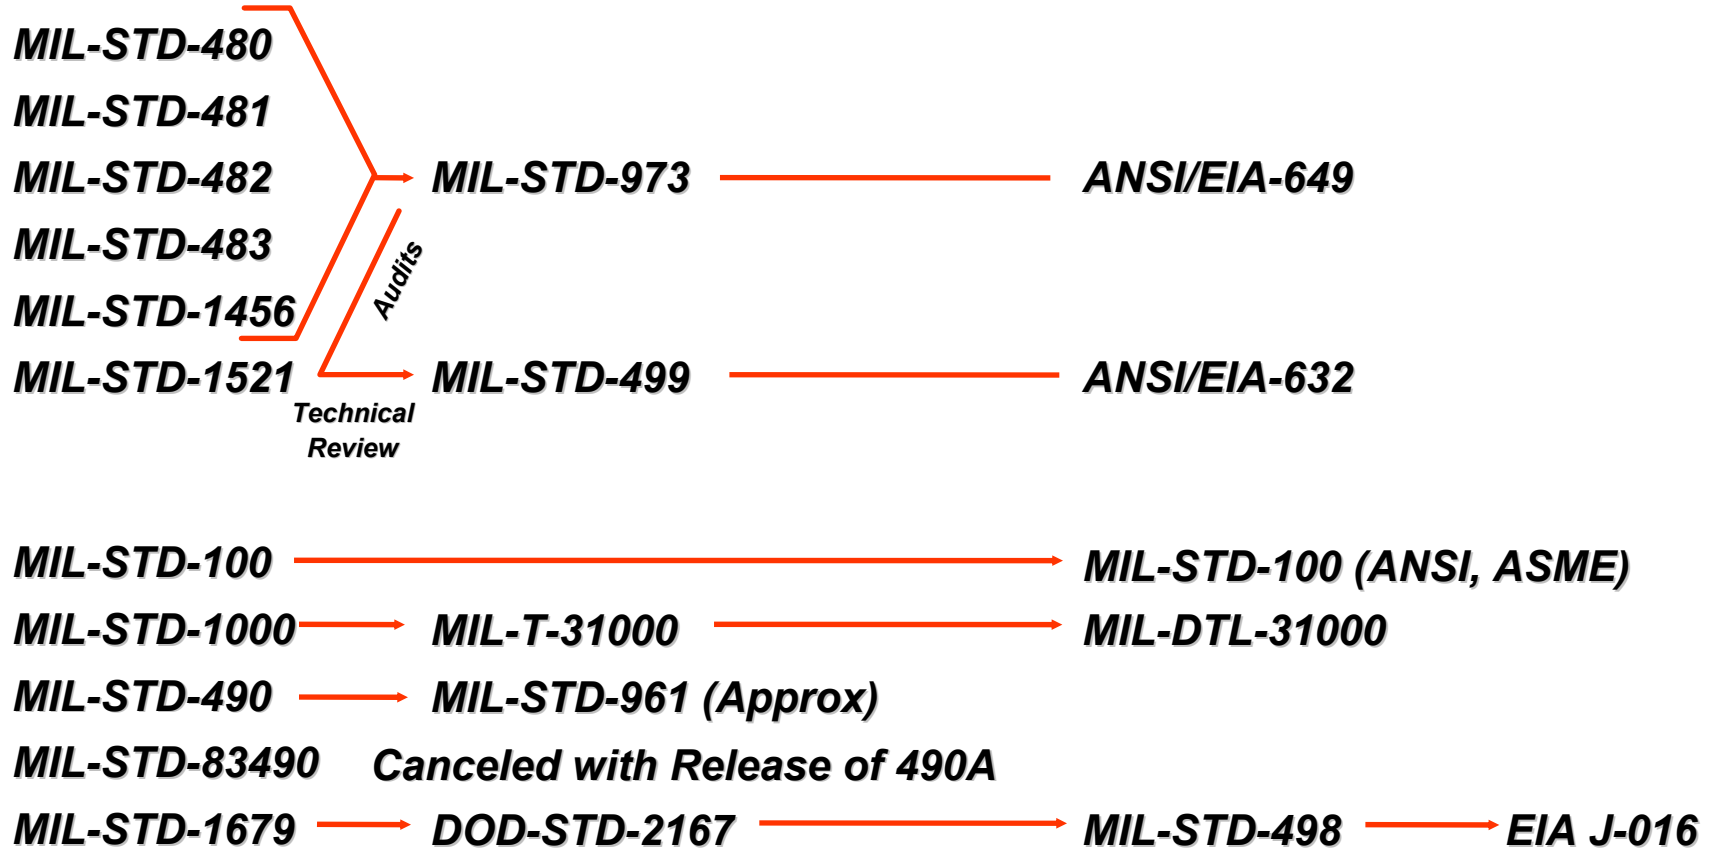 MIL-STD-480
MIL-STD-481
MIL-STD-482 MIL-STD-973 ANSI/EIA-649
MIL-STD-483
Audits
MIL-STD-1456
MIL-STD-1521 MIL-STD-499 ANSI/EIA-632
Technical
Review
MIL-STD-100 MIL-STD-100 (ANSI, ASME)
MIL-STD-1000 MIL-T-31000 MIL-DTL-31000
MIL-STD-490 MIL-STD-961 (Approx)
MIL-STD-83490 Canceled with Release of 490A
MIL-STD-1679 DOD-STD-2167 MIL-STD-498 EIA J-016